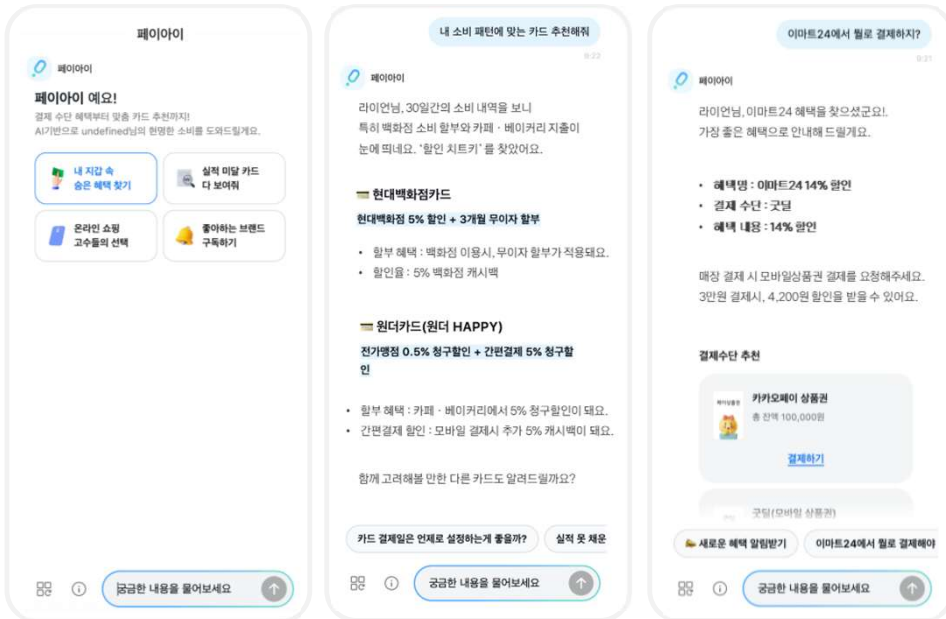 페이아이
페이아이
페이아이 예요!
결제 수단 혜택부터 맞춤 카드 추천까지!
AI기반으로 undefined님의 현명한 소비를 도와드릴게요.
내 지갑 속
숨은 혜택 찾기
실적 미달 카드
다 보여줘
온라인 쇼핑
고수들의 선택
좋아하는 브랜드
구독하기
궁금한 내용을 물어보세요
내 소비 패턴에 맞는 카드 추천해줘
9:22
페이아이
라이언님, 30일간의 소비 내역을 보니
특히 백화점 소비 할부와 카페 · 베이커리 지출이
눈에 띄네요. '할인 치트키' 를 찾았어요.
현대백화점카드
현대백화점 5% 할인 + 3개월 무이자 할부
• 할부 혜택 : 백화점 이용시, 무이자 할부가 적용돼요.
• 할인율 : 5% 백화점 캐시백
원더카드(원더 HAPPY)
전가맹점 0.5% 청구할인 + 간편결제 5% 청구할
인
• 할부 혜택 : 카페 · 베이커리에서 5% 청구할인이 돼요.
• 간편결제 할인 : 모바일 결제시 추가 5% 캐시백이 돼요.
함께 고려해볼 만한 다른 카드도 알려드릴까요?
카드 결제일은 언제로 설정하는게 좋을까?
실적 못 채운
궁금한 내용을 물어보세요
이마트24에서 뭘로 결제하지?
9:21
페이아이
라이언님, 이마트24 혜택을 찾으셨군요!.
가장 좋은 혜택으로 안내해 드릴게요.
• 혜택명 : 이마트24 14% 할인
• 결제 수단 : 굿딜
• 혜택 내용 : 14% 할인
매장 결제 시 모바일상품권 결제를 요청해주세요.
3만원 결제시, 4,200원 할인을 받을 수 있어요.
결제수단 추천
카카오페이 상품권
총 잔액 100,000원
결제하기
굿딜(모바일 상품권)
새로운 혜택 알림받기
이마트24에서 뭘로 결제해야
궁금한 내용을 물어보세요